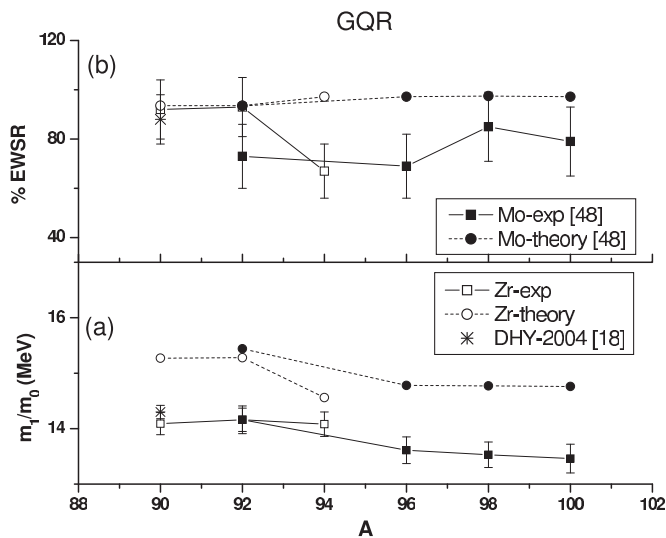 GQR
120
(b)
80
% EWSR
40
Mo-exp [48]
Mo-theory [48]
16
(a)
Zr-exp
Zr-theory
DHY-2004 [18]
m₁/m₀ (MeV)
14
88 90 92 94 96 98 100 102
A